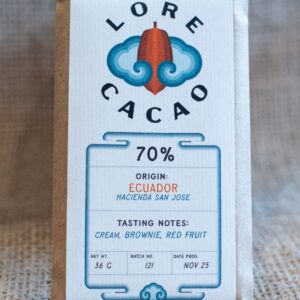 LORE
CACAO
70%
ORIGIN:
ECUADOR
HACIENDA SAN JOSE
TASTING NOTES:
CREAM, BROWNIE, RED FRUIT
NET WT. BATCH NO. DATE PROD.
36 G 121 NOV 25